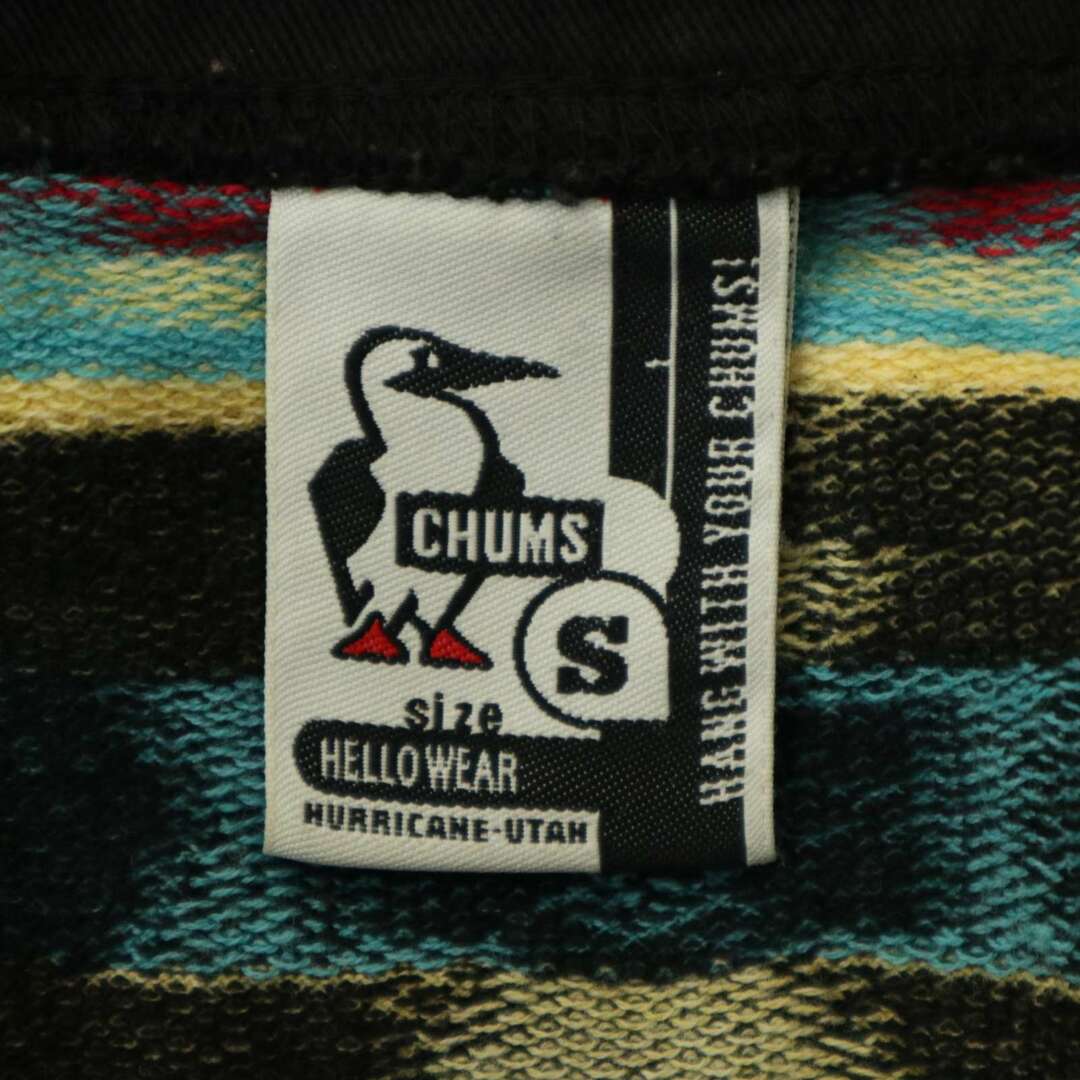 CHUMS
S
size
HELLO WEAR
HURRICANE-UTAH
HANG WITH YOUR CHUMS!